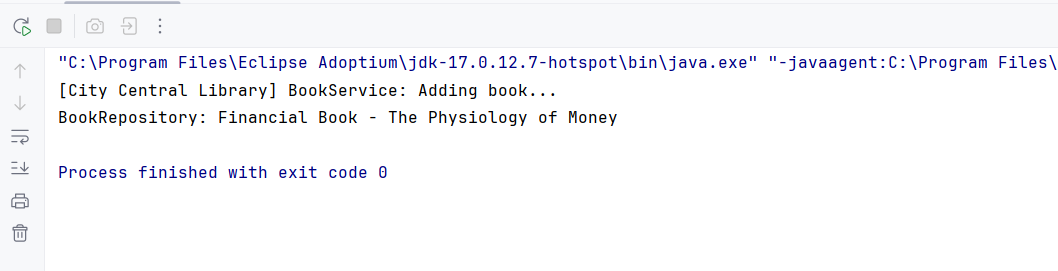 "C:\Program Files\Eclipse Adoptium\jdk-17.0.12.7-hotspot\bin\java.exe" "-javaagent:C:\Program Files\
[City Central Library] BookService: Adding book...
BookRepository: Financial Book - The Physiology of Money
Process finished with exit code 0